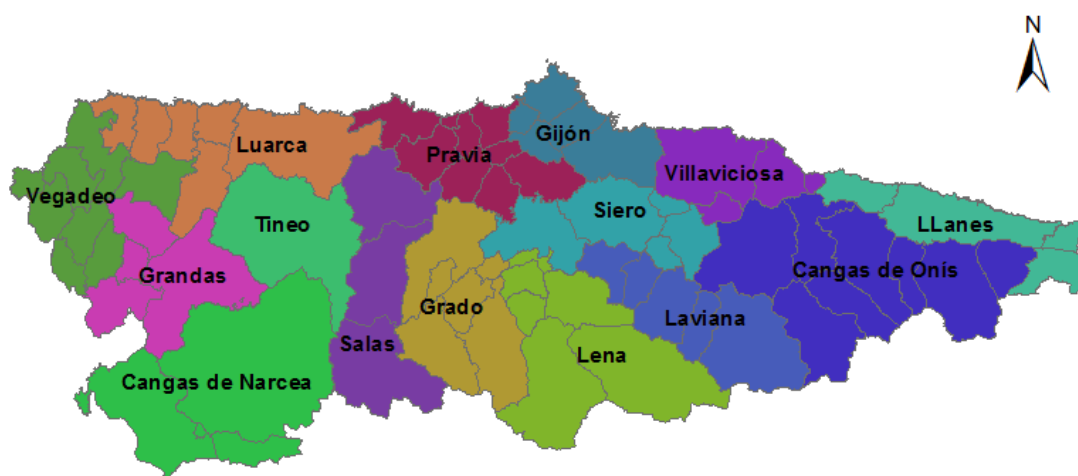 N
Luarca
Gijón
Pravia
Villaviciosa
Vegadeo
Siero
Tineo
LLanes
Grandas
Cangas de Onís
Grado
Laviana
Salas
Lena
Cangas de Narcea